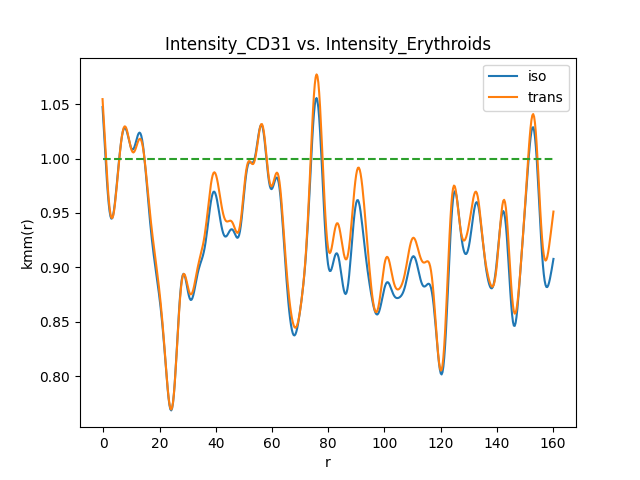 Intensity_CD31 vs. Intensity_Erythroids
iso
trans
1.05
1.00
0.95
0.90
0.85
0.80
kmm(r)
0 20 40 60 80 100 120 140 160
r